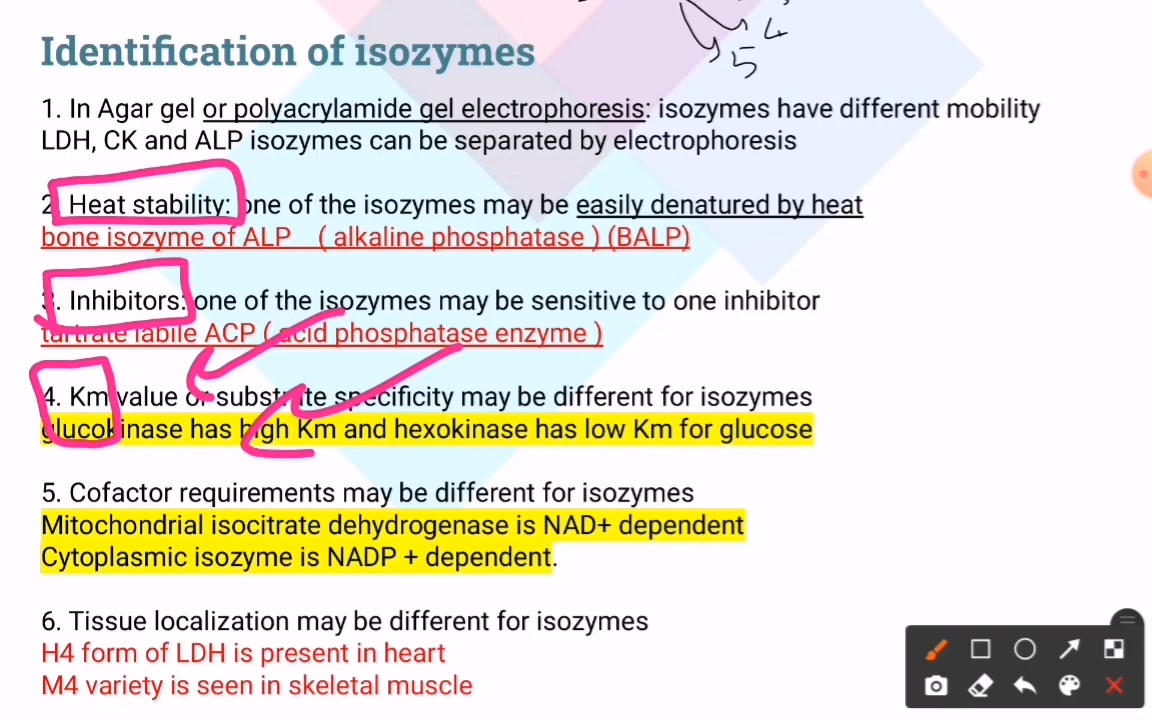 4
5
Identification of isozymes
1. In Agar gel or polyacrylamide gel electrophoresis: isozymes have different mobility
LDH, CK and ALP isozymes can be separated by electrophoresis
2. Heat stability: one of the isozymes may be easily denatured by heat
bone isozyme of ALP ( alkaline phosphatase ) (BALP)
3. Inhibitors: one of the isozymes may be sensitive to one inhibitor
tartrate labile ACP ( acid phosphatase enzyme )
4. Km value or substrate specificity may be different for isozymes
glucokinase has high Km and hexokinase has low Km for glucose
5. Cofactor requirements may be different for isozymes
Mitochondrial isocitrate dehydrogenase is NAD+ dependent
Cytoplasmic isozyme is NADP + dependent.
6. Tissue localization may be different for isozymes
H4 form of LDH is present in heart
M4 variety is seen in skeletal muscle